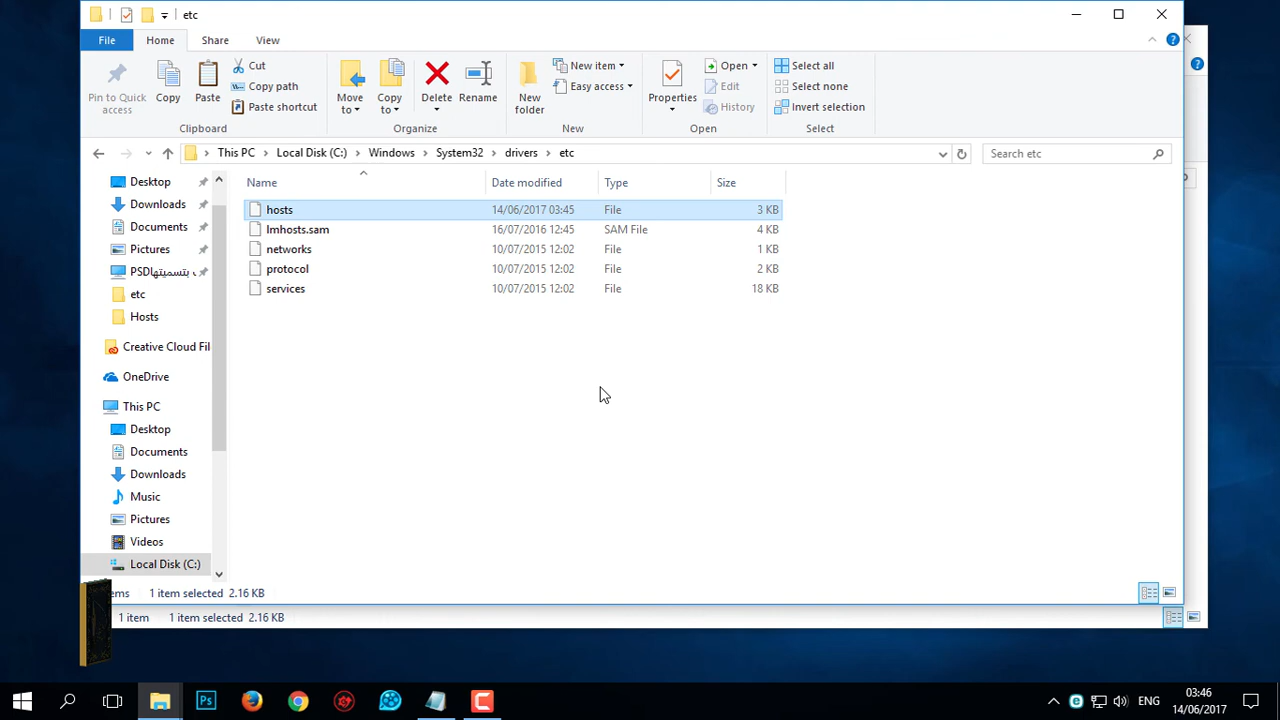 etc
File Home Share View
Pin to Quick access
Copy
Paste
Cut
Copy path
Paste shortcut
Clipboard
Move to
Copy to
Delete
Rename
Organize
New folder
New item
Easy access
New
Properties
Open
Edit
History
Open
Select all
Select none
Invert selection
Select
This PC > Local Disk (C:) > Windows > System32 > drivers > etc
Search etc
Name Date modified Type Size
hosts 14/06/2017 03:45 File 3 KB
lmhosts.sam 16/07/2016 12:45 SAM File 4 KB
networks 10/07/2015 12:02 File 1 KB
protocol 10/07/2015 12:02 File 2 KB
services 10/07/2015 12:02 File 18 KB
Desktop
Downloads
Documents
Pictures
PSDبتسميتها
etc
Hosts
Creative Cloud Fil
OneDrive
This PC
Desktop
Documents
Downloads
Music
Pictures
Videos
Local Disk (C:)
ems 1 item selected 2.16 KB
1 item 1 item selected 2.16 KB
Ps
ENG
03:46
14/06/2017